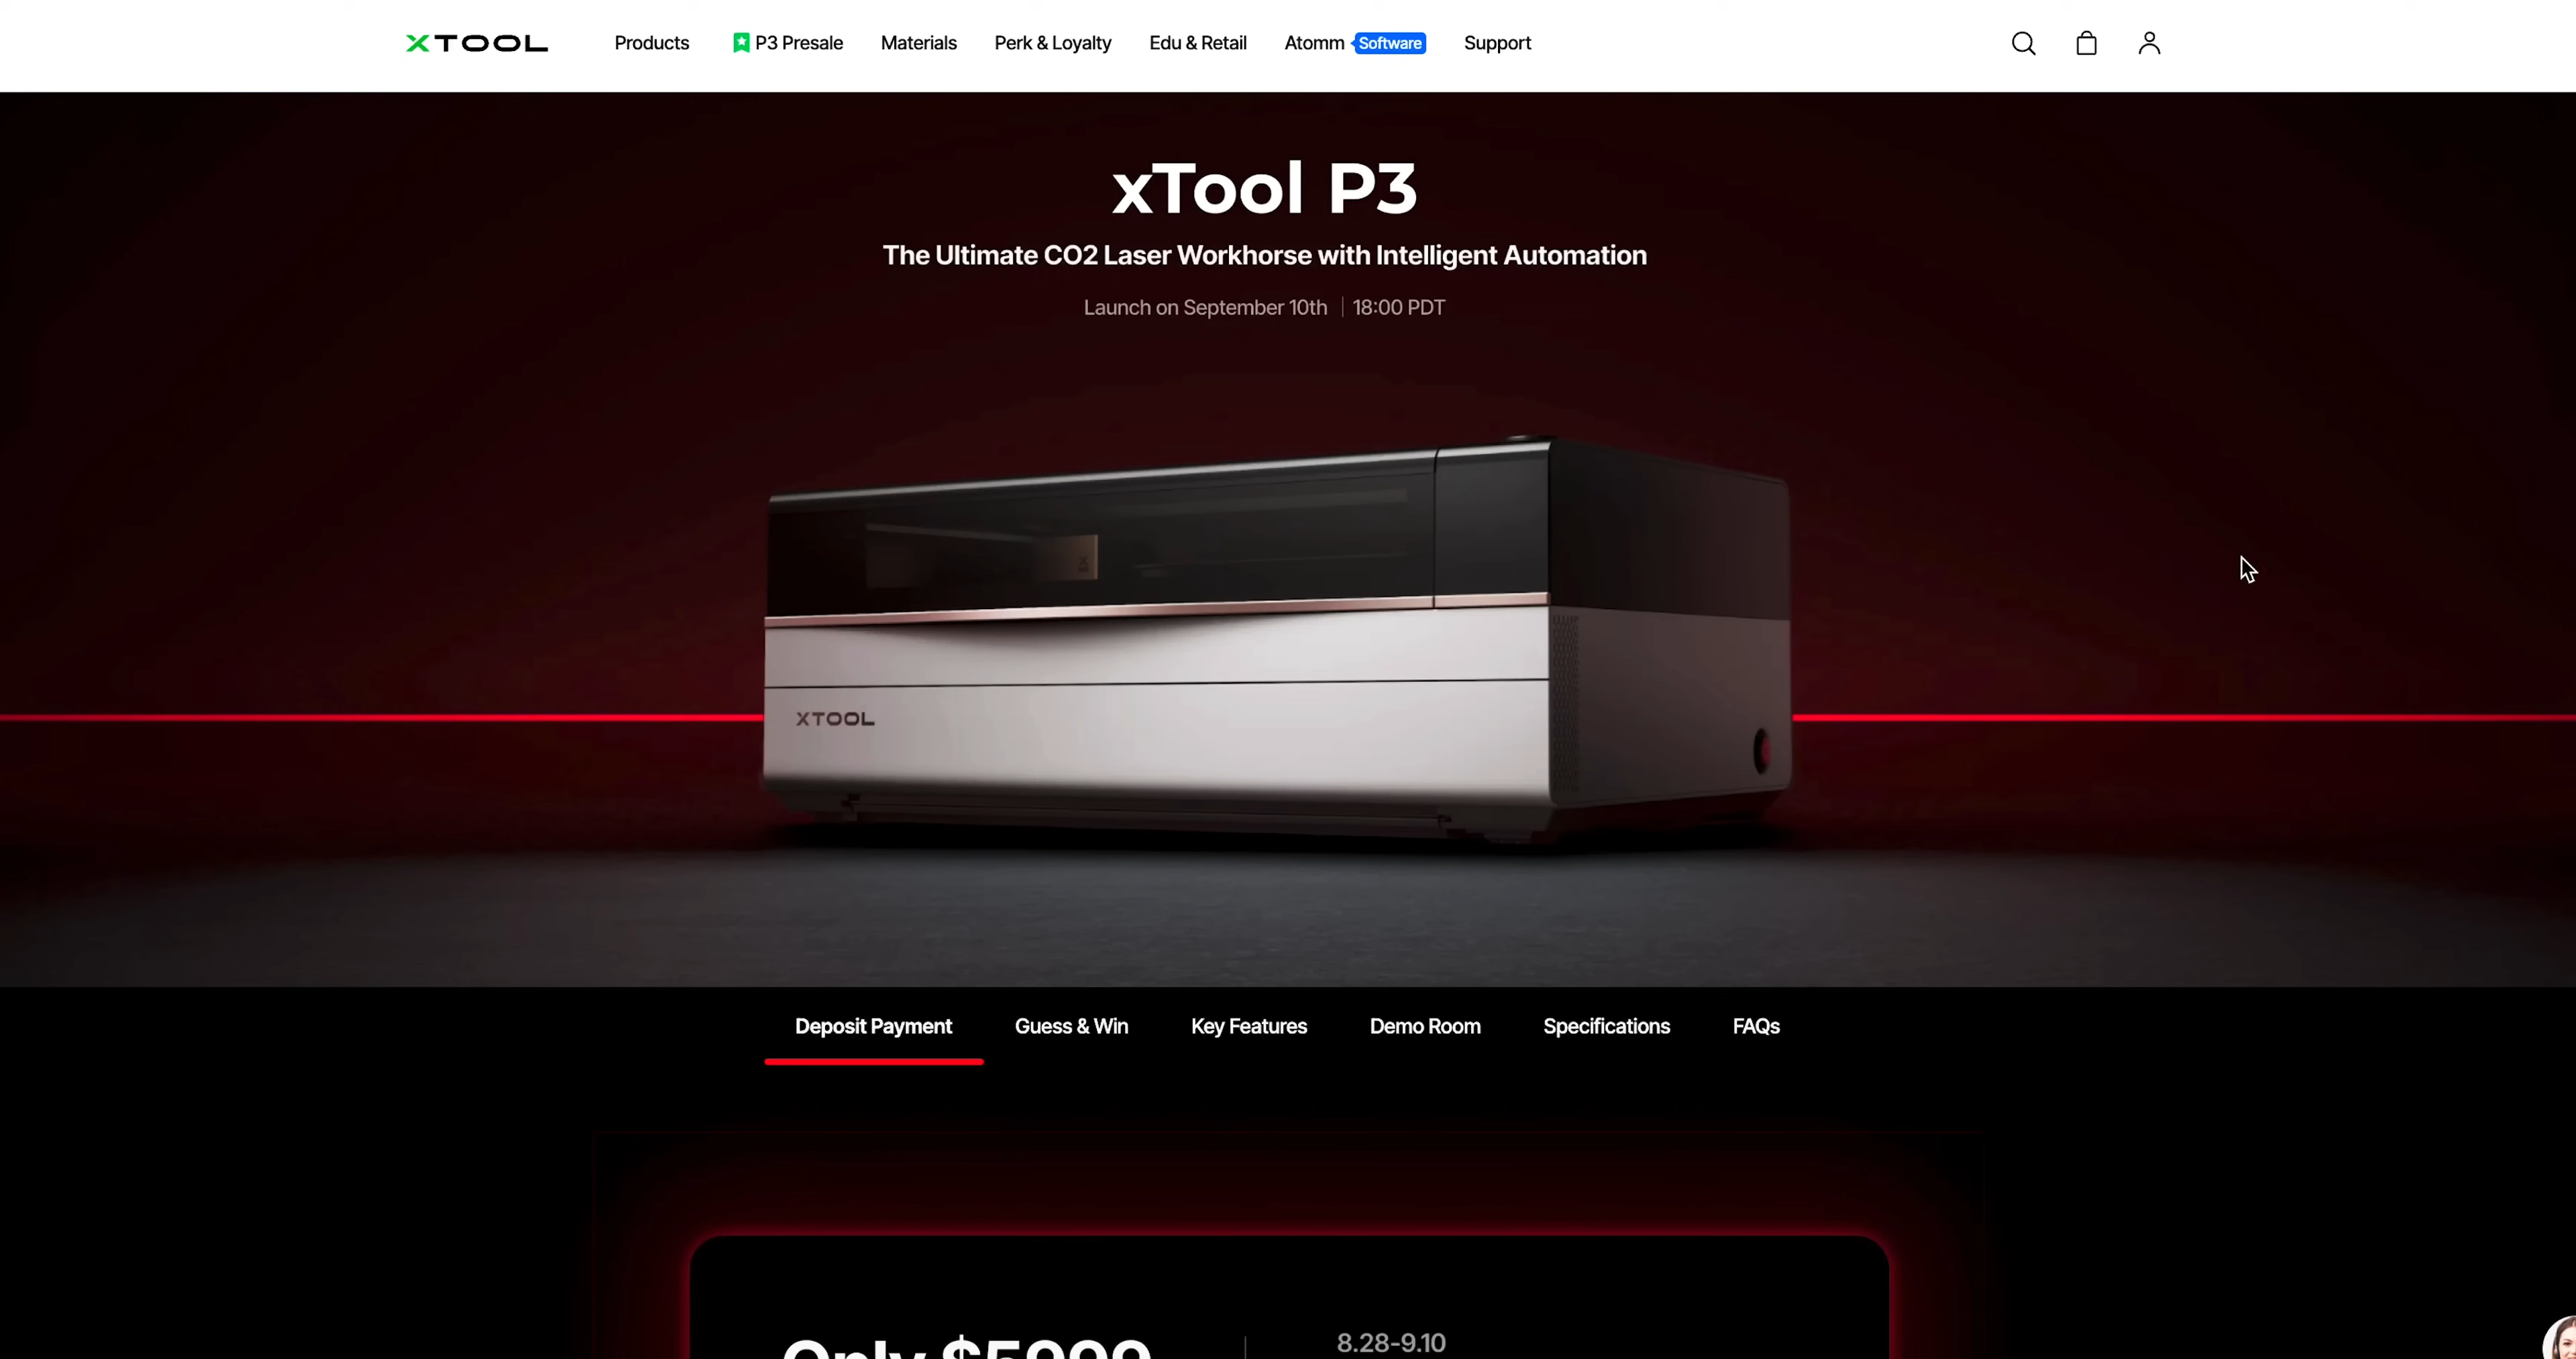 XTOOL
Products
P3 Presale
Materials
Perk & Loyalty
Edu & Retail
Atomm Software
Support
xTool P3
The Ultimate CO2 Laser Workhorse with Intelligent Automation
Launch on September 10th | 18:00 PDT
XTOOL
Deposit Payment
Guess & Win
Key Features
Demo Room
Specifications
FAQs
Only $5999
8.28-9.10